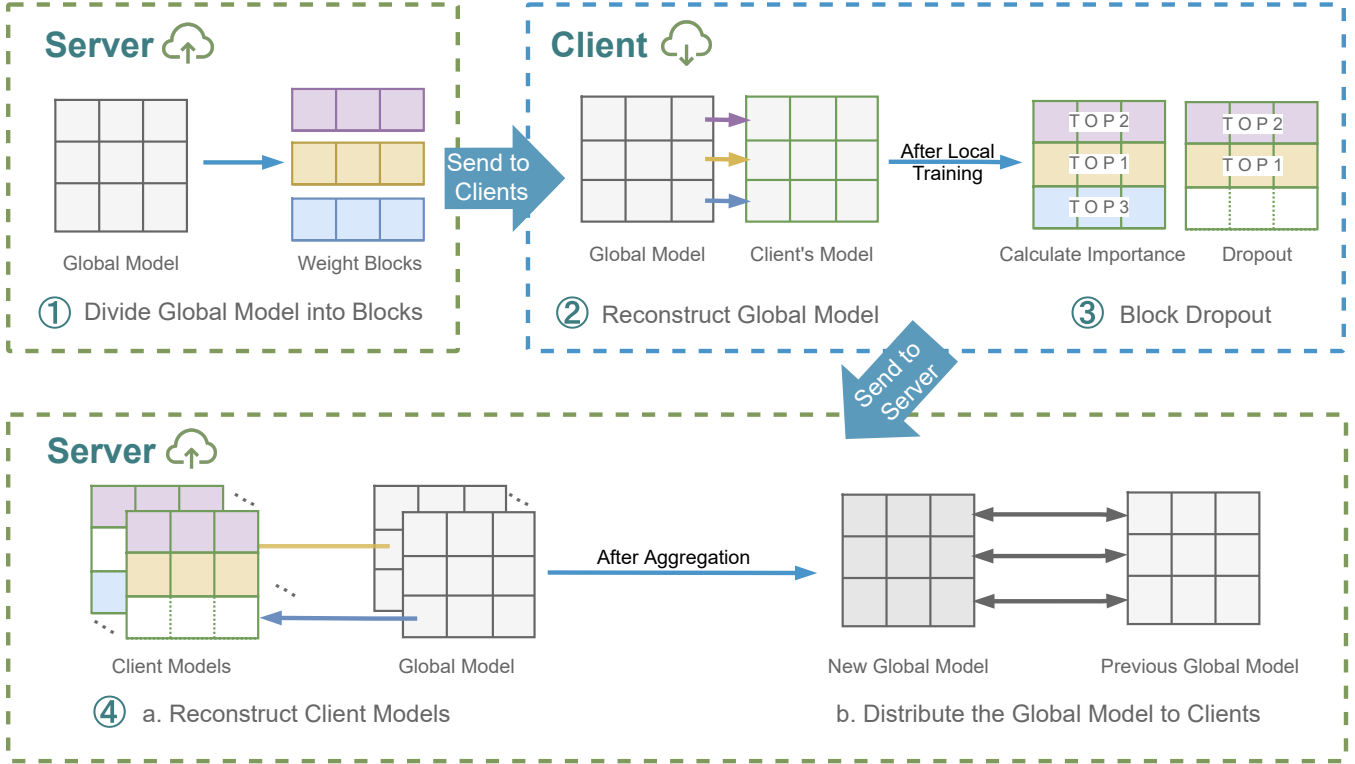 Server
Global Model
Weight Blocks
① Divide Global Model into Blocks
Send to
Clients
Client
Global Model
Client's Model
② Reconstruct Global Model
After Local
Training
TOP2
TOP1
TOP3
Calculate Importance
TOP2
TOP1
Dropout
③ Block Dropout
Send to
Server
Server
Client Models
Global Model
④ a. Reconstruct Client Models
After Aggregation
New Global Model
Previous Global Model
b. Distribute the Global Model to Clients